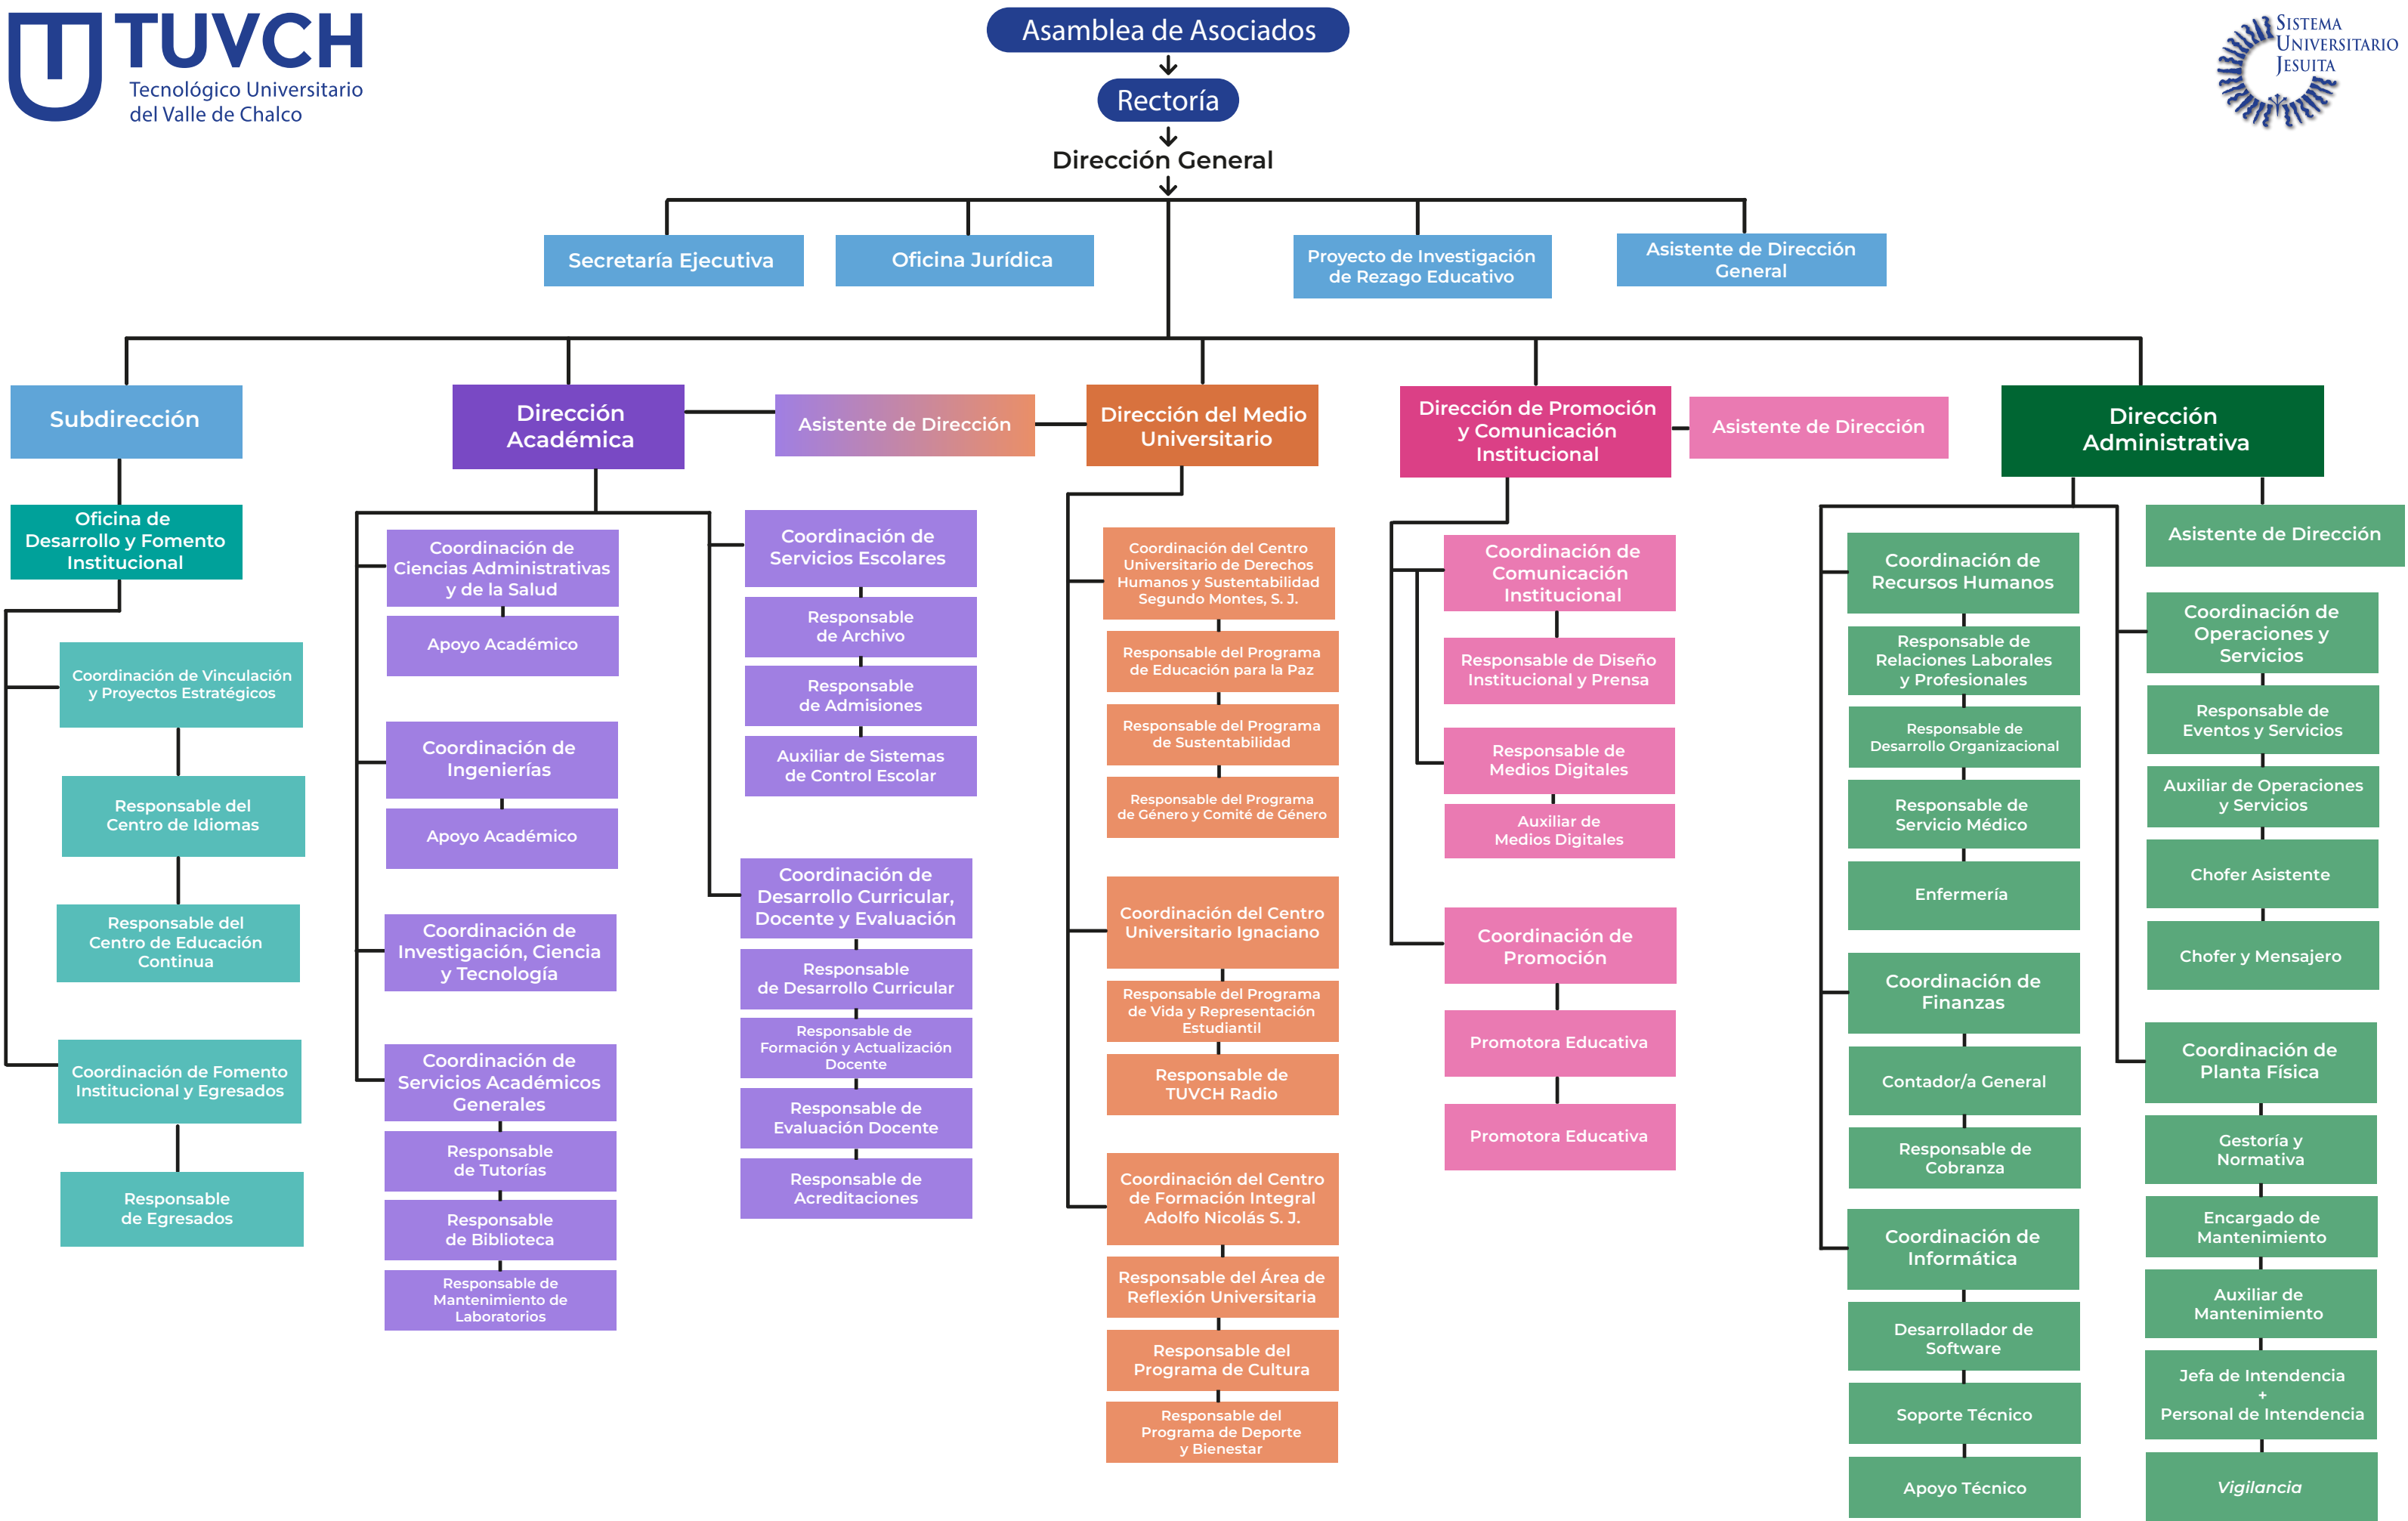 TUVCH
Tecnológico Universitario
del Valle de Chalco
Asamblea de Asociados
Rectoría
Dirección General
SISTEMA
UNIVERSITARIO
JESUITA
Secretaría Ejecutiva
Oficina Jurídica
Proyecto de Investigación
de Rezago Educativo
Asistente de Dirección
General
Subdirección
Dirección
Académica
Asistente de Dirección
Dirección del Medio
Universitario
Dirección de Promoción
y Comunicación
Institucional
Asistente de Dirección
Dirección
Administrativa
Oficina de
Desarrollo y Fomento
Institucional
Coordinación de Vinculación
y Proyectos Estratégicos
Responsable del
Centro de Idiomas
Responsable del
Centro de Educación
Continua
Coordinación de Fomento
Institucional y Egresados
Responsable
de Egresados
Coordinación de
Ciencias Administrativas
y de la Salud
Apoyo Académico
Coordinación de
Ingenierías
Apoyo Académico
Coordinación de
Investigación, Ciencia
y Tecnología
Coordinación de
Servicios Académicos
Generales
Responsable
de Tutorías
Responsable
de Biblioteca
Responsable de
Mantenimiento de
Laboratorios
Coordinación de
Servicios Escolares
Responsable
de Archivo
Responsable
de Admisiones
Auxiliar de Sistemas
de Control Escolar
Coordinación de
Desarrollo Curricular,
Docente y Evaluación
Responsable
de Desarrollo Curricular
Responsable de
Formación y Actualización
Docente
Responsable de
Evaluación Docente
Responsable de
Acreditaciones
Coordinación del Centro
Universitario de Derechos
Humanos y Sustentabilidad
Segundo Montes, S. J.
Responsable del Programa
de Educación para la Paz
Responsable del Programa
de Sustentabilidad
Responsable del Programa
de Género y Comité de Género
Coordinación del Centro
Universitario Ignaciano
Responsable del Programa
de Vida y Representación
Estudiantil
Responsable de
TUVCH Radio
Coordinación del Centro
de Formación Integral
Adolfo Nicolás S. J.
Responsable del Área de
Reflexión Universitaria
Responsable del
Programa de Cultura
Responsable del
Programa de Deporte
y Bienestar
Coordinación de
Comunicación
Institucional
Responsable de Diseño
Institucional y Prensa
Responsable de
Medios Digitales
Auxiliar de
Medios Digitales
Coordinación de
Promoción
Promotora Educativa
Promotora Educativa
Coordinación de
Recursos Humanos
Responsable de
Relaciones Laborales
y Profesionales
Responsable de
Desarrollo Organizacional
Responsable de
Servicio Médico
Enfermería
Coordinación de
Finanzas
Contador/a General
Responsable de
Cobranza
Coordinación de
Informática
Desarrollador de
Software
Soporte Técnico
Apoyo Técnico
Asistente de Dirección
Coordinación de
Operaciones y
Servicios
Responsable de
Eventos y Servicios
Auxiliar de Operaciones
y Servicios
Chofer Asistente
Chofer y Mensajero
Coordinación de
Planta Física
Gestoría y
Normativa
Encargado de
Mantenimiento
Auxiliar de
Mantenimiento
Jefa de Intendencia
+
Personal de Intendencia
Vigilancia